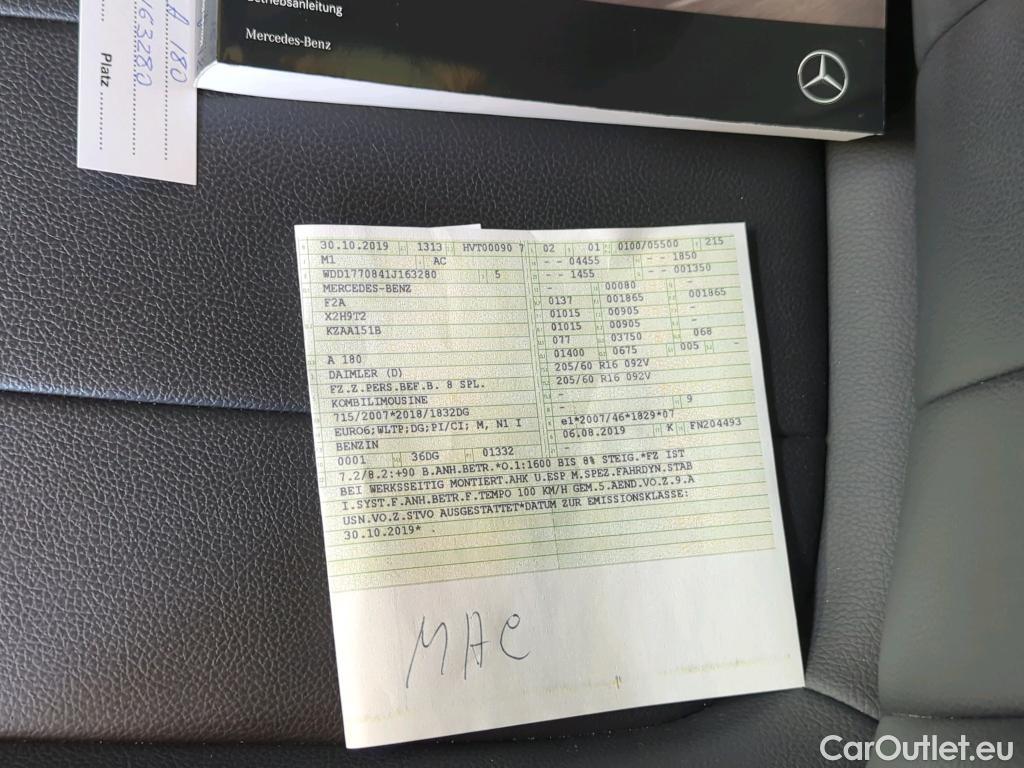 Betriebsanleitung
Mercedes-Benz
A 180
163280
Platz
30.10.2019 1313 HVT00090 7 02 01 0100/05500 215
M1 AC - - 04455 - - 1850
WDD1770841J163280 5 - - 1455 - - 001350
MERCEDES-BENZ - 00080 -
F2A 0137 001865 001865
X2H9T2 01015 00905 -
KZAA151B 01015 00905 -
077 03750 068
A 180 01400 0675 005 -
DAIMLER (D) 205/60 R16 092V
FZ.Z.PERS.BEF.B. 8 SPL. 205/60 R16 092V
KOMBILIMOUSINE -
715/2007*2018/1832DG - 9
EURO6;WLTP;DG;PI/CI; M, N1 I e1*2007/46*1829*07
BENZIN 06.08.2019 K FN204493
0001 36DG 01332
7.2/8.2:+90 B.ANH.BETR.*O.1:1600 BIS 8% STEIG.*FZ IST
BEI WERKSSEITIG MONTIERT.AHK U.ESP M.SPEZ.FAHRDYN.STAB
I.SYST.F.ANH.BETR.F.TEMPO 100 KM/H GEM.5.AEND.VO.Z.9.A
USN.VO.Z.STVO AUSGESTATTET*DATUM ZUR EMISSIONSKLASSE:
30.10.2019*
MAC
CarOutlet.eu